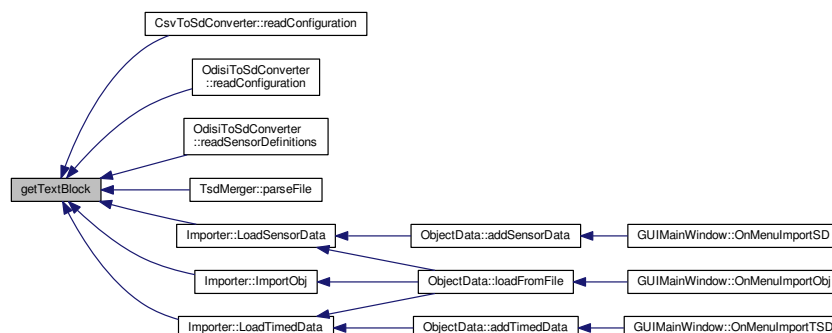 CsvToSdConverter::readConfiguration
OdisiToSdConverter
::readConfiguration
OdisiToSdConverter
::readSensorDefinitions
getTextBlock
TsdMerger::parseFile
Importer::LoadSensorData
ObjectData::addSensorData
GUIMainWindow::OnMenuImportSD
Importer::ImportObj
ObjectData::loadFromFile
GUIMainWindow::OnMenuImportObj
Importer::LoadTimedData
ObjectData::addTimedData
GUIMainWindow::OnMenuImportTSD